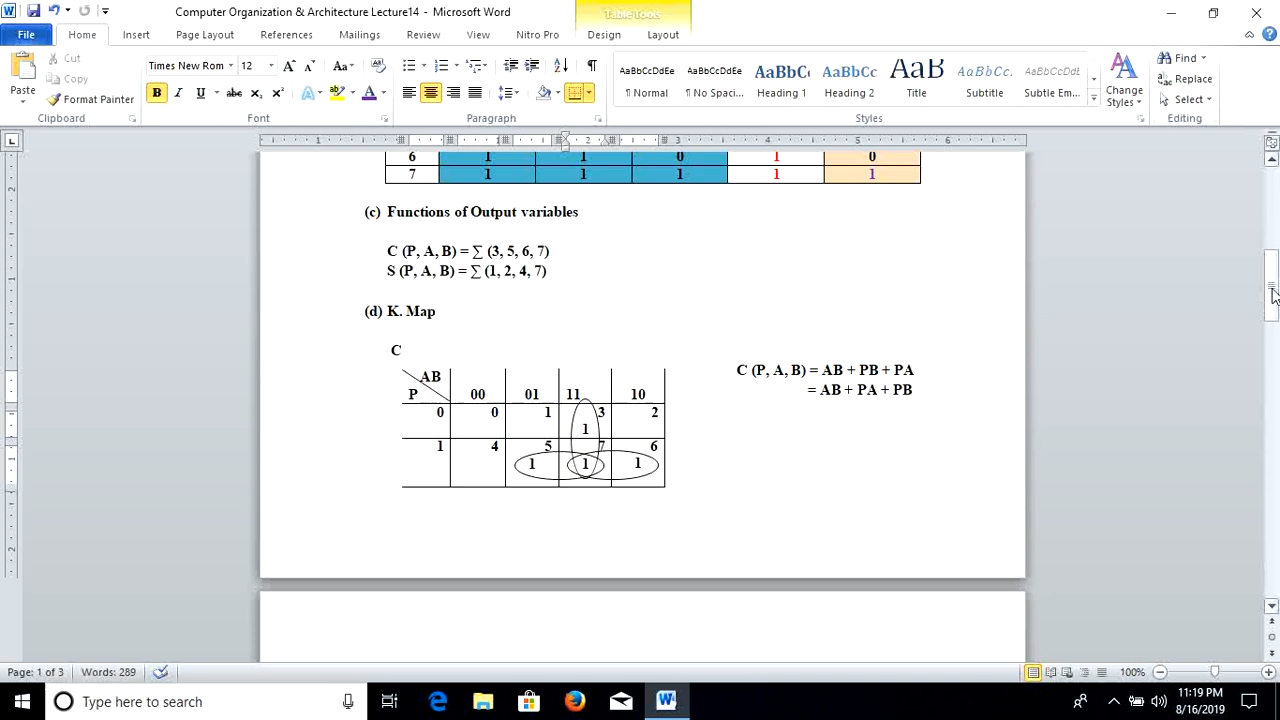 Computer Organization & Architecture Lecture14 - Microsoft Word
Table Tools
File Home Insert Page Layout References Mailings Review View Nitro Pro Design Layout
Paste
Cut
Copy
Format Painter
Clipboard
Times New Rom 12
Font
Paragraph
AaBbCcDdEe AaBbCcDdEe AaBbC AaBbCc AaB AaBbCc. AaBbCcDd
¶ Normal ¶ No Spaci... Heading 1 Heading 2 Title Subtitle Subtle Em...
Styles
Change Styles
Find
Replace
Select
Editing
6 1 1 0 1 0
7 1 1 1 1 1
(c) Functions of Output variables
C (P, A, B) = ∑ (3, 5, 6, 7)
S (P, A, B) = ∑ (1, 2, 4, 7)
(d) K. Map
C
AB
P 00 01 11 10
0 0 1 3 2
1
1 4 5 7 6
1 1 1
C (P, A, B) = AB + PB + PA
= AB + PA + PB
Page: 1 of 3 Words: 289 100%
Type here to search
11:19 PM
8/16/2019